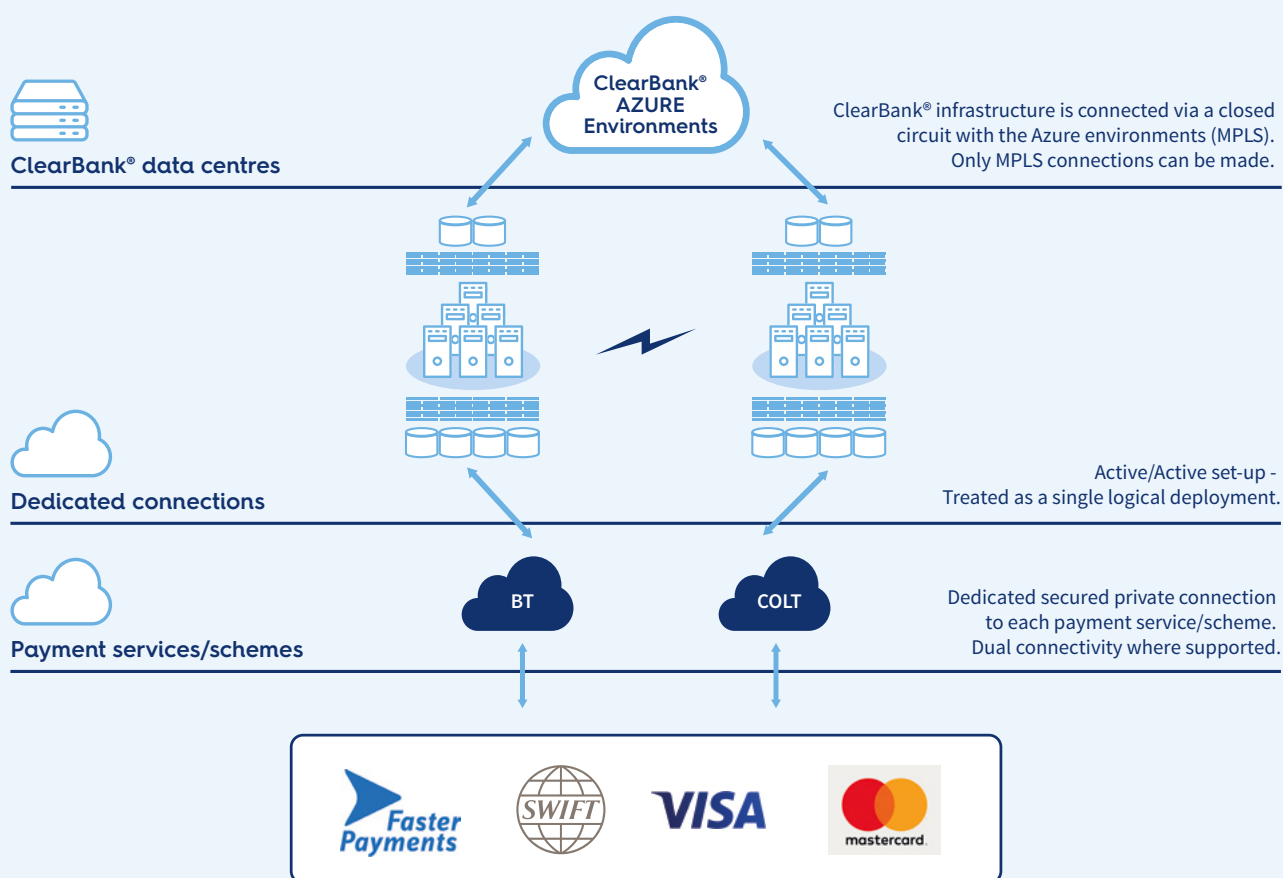 ClearBank®
AZURE
Environments
ClearBank® infrastructure is connected via a closed
circuit with the Azure environments (MPLS).
Only MPLS connections can be made.
ClearBank® data centres
Active/Active set-up -
Treated as a single logical deployment.
Dedicated connections
BT
COLT
Dedicated secured private connection
to each payment service/scheme.
Dual connectivity where supported.
Payment services/schemes
Faster
Payments
SWIFT
VISA
mastercard.